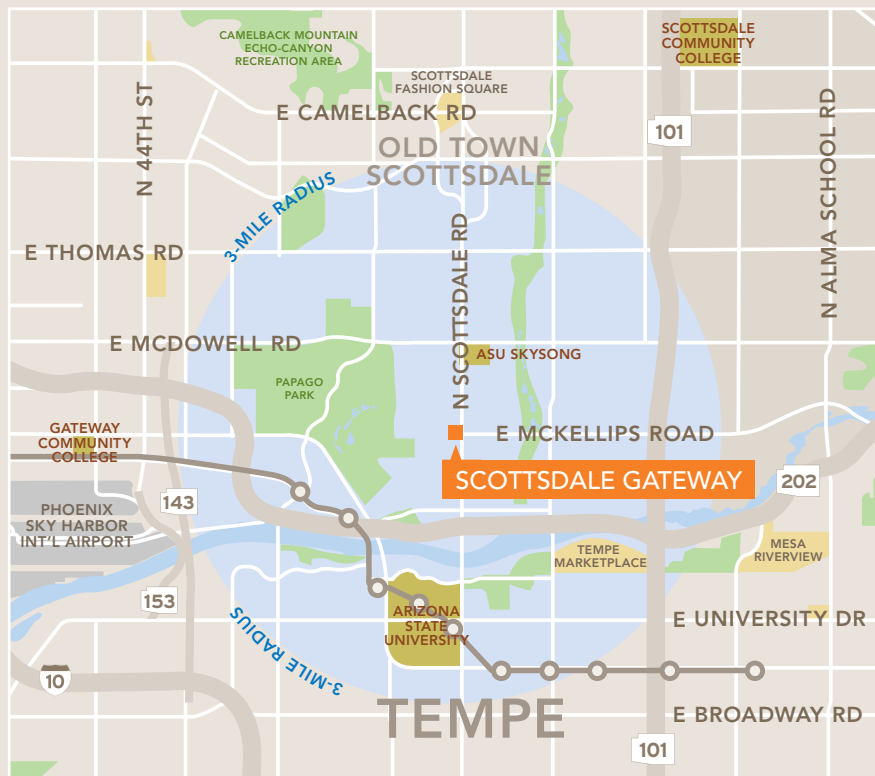 CAMELBACK MOUNTAIN
ECHO-CANYON
RECREATION AREA
SCOTTSDALE
COMMUNITY
COLLEGE
SCOTTSDALE
FASHION SQUARE
E CAMELBACK RD
N 44TH ST
101
N ALMA SCHOOL RD
OLD TOWN
SCOTTSDALE
3-MILE RADIUS
N SCOTTSDALE RD
E THOMAS RD
E MCDOWELL RD
ASU SKYSONG
PAPAGO
PARK
GATEWAY
COMMUNITY
COLLEGE
E MCKELLIPS ROAD
SCOTTSDALE GATEWAY
202
143
PHOENIX
SKY HARBOR
INT'L AIRPORT
TEMPE
MARKETPLACE
MESA
RIVERVIEW
153
ARIZONA
STATE
UNIVERSITY
E UNIVERSITY DR
3-MILE RADIUS
10
TEMPE
E BROADWAY RD
101